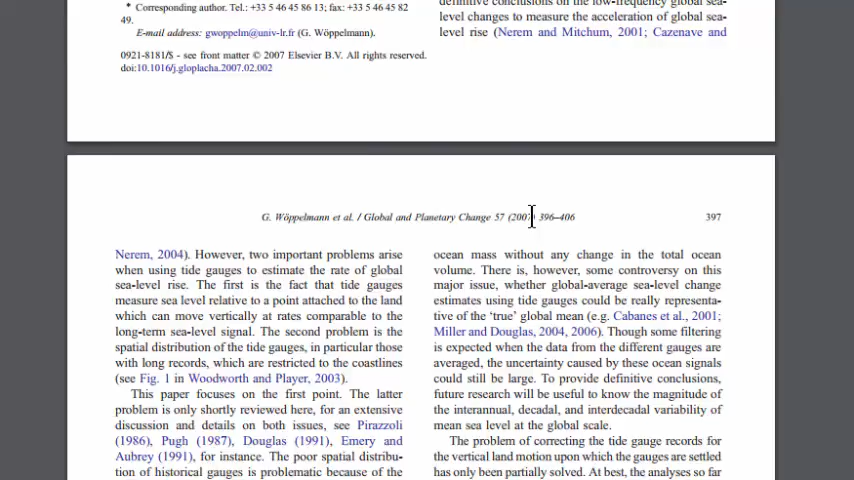 * Corresponding author. Tel.: +33 5 46 45 86 13; fax: +33 5 46 45 82
49.
E-mail address: gwoppelm@univ-lr.fr (G. Wöppelmann).
0921-8181/$ - see front matter © 2007 Elsevier B.V. All rights reserved.
doi:10.1016/j.gloplacha.2007.02.002
definitive conclusions on the low-frequency global sea-
level changes to measure the acceleration of global sea-
level rise (Nerem and Mitchum, 2001; Cazenave and
G. Wöppelmann et al. / Global and Planetary Change 57 (2007) 396–406
397
Nerem, 2004). However, two important problems arise
when using tide gauges to estimate the rate of global
sea-level rise. The first is the fact that tide gauges
measure sea level relative to a point attached to the land
which can move vertically at rates comparable to the
long-term sea-level signal. The second problem is the
spatial distribution of the tide gauges, in particular those
with long records, which are restricted to the coastlines
(see Fig. 1 in Woodworth and Player, 2003).
This paper focuses on the first point. The latter
problem is only shortly reviewed here, for an extensive
discussion and details on both issues, see Pirazzoli
(1986), Pugh (1987), Douglas (1991), Emery and
Aubrey (1991), for instance. The poor spatial distribu-
tion of historical gauges is problematic because of the
ocean mass without any change in the total ocean
volume. There is, however, some controversy on this
major issue, whether global-average sea-level change
estimates using tide gauges could be really representa-
tive of the ‘true’ global mean (e.g. Cabanes et al., 2001;
Miller and Douglas, 2004, 2006). Though some filtering
is expected when the data from the different gauges are
averaged, the uncertainty caused by these ocean signals
could still be large. To provide definitive conclusions,
future research will be useful to know the magnitude of
the interannual, decadal, and interdecadal variability of
mean sea level at the global scale.
The problem of correcting the tide gauge records for
the vertical land motion upon which the gauges are settled
has only been partially solved. At best, the analyses so far